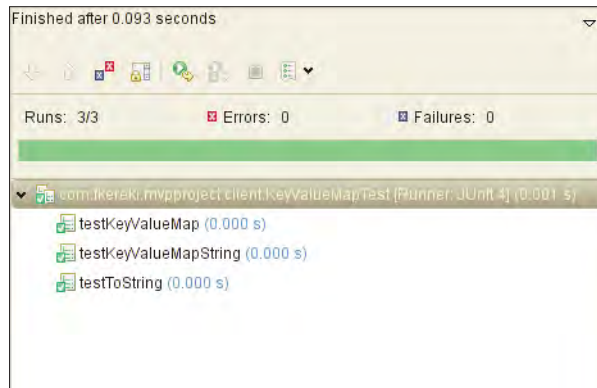 Finished after 0.093 seconds
Runs: 3/3 Errors: 0 Failures: 0
com.fkereki.mvpproject.client.KeyValueMapTest [Runner: JUnit 4] (0.001 s)
testKeyValueMap (0.000 s)
testKeyValueMapString (0.000 s)
testToString (0.000 s)